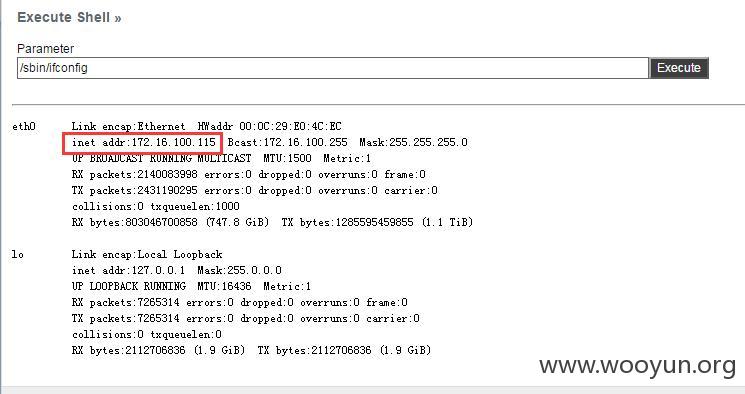 Execute Shell »
Parameter
/sbin/ifconfig Execute
eth0 Link encap:Ethernet HWaddr 00:0C:29:E0:4C:EC
inet addr:172.16.100.115 Bcast:172.16.100.255 Mask:255.255.255.0
UP BROADCAST RUNNING MULTICAST MTU:1500 Metric:1
RX packets:2140083998 errors:0 dropped:0 overruns:0 frame:0
TX packets:2431190295 errors:0 dropped:0 overruns:0 carrier:0
collisions:0 txqueuelen:1000
RX bytes:803046700858 (747.8 GiB) TX bytes:1285595459855 (1.1 TiB)
lo Link encap:Local Loopback
inet addr:127.0.0.1 Mask:255.0.0.0
UP LOOPBACK RUNNING MTU:16436 Metric:1
RX packets:7265314 errors:0 dropped:0 overruns:0 frame:0
TX packets:7265314 errors:0 dropped:0 overruns:0 carrier:0
collisions:0 txqueuelen:0
RX bytes:2112706836 (1.9 GiB) TX bytes:2112706836 (1.9 GiB)
www.wooyun.org